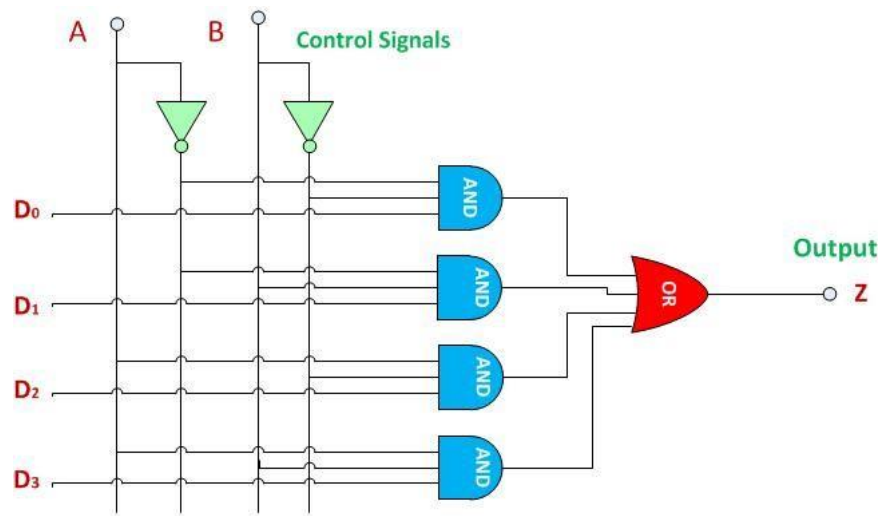 A B Control Signals
AND
D0
Output
AND
OR
Z
D1
AND
D2
AND
D3